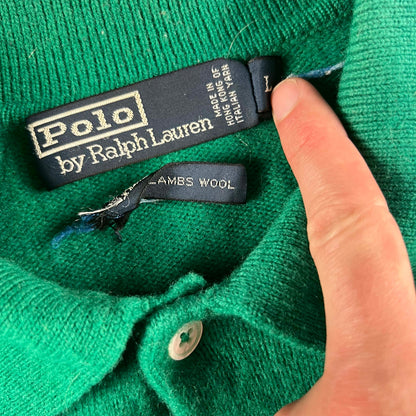 Polo
by Ralph Lauren
MADE IN
HONG KONG OF
ITALIAN YARN
L
LAMBS WOOL